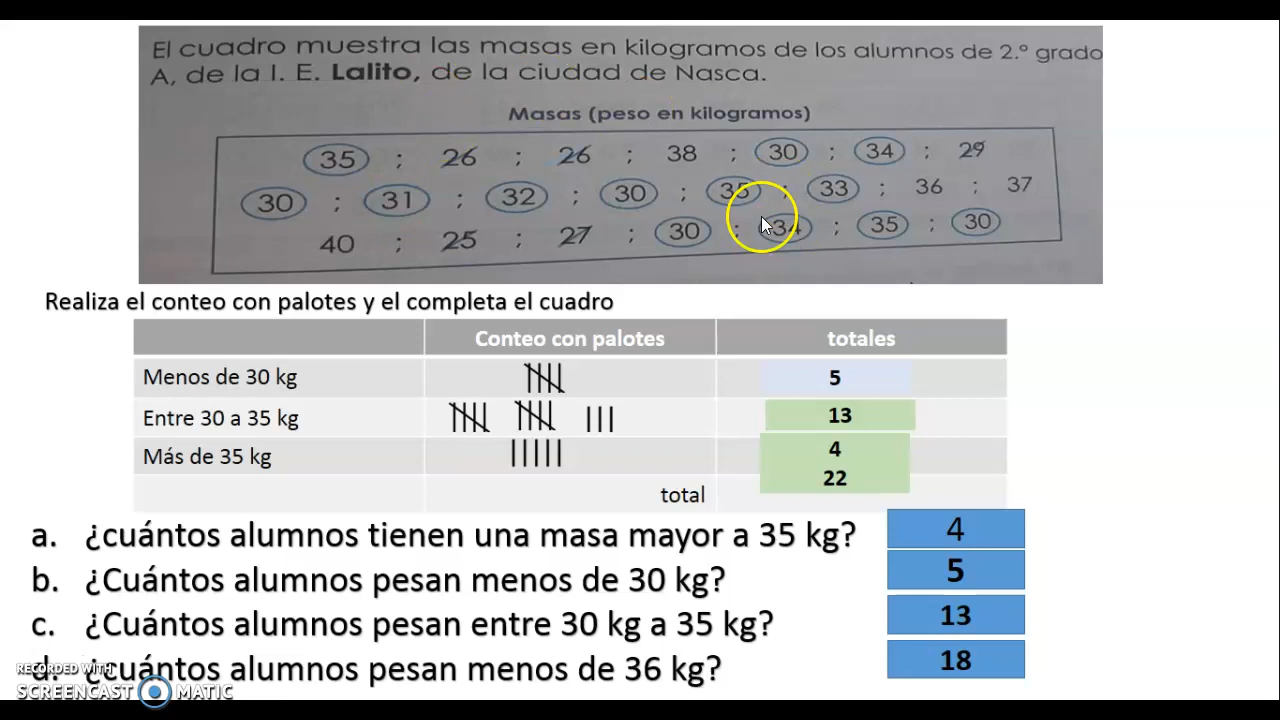 El cuadro muestra las masas en kilogramos de los alumnos de 2.° grado
A, de la I. E. Lalito, de la ciudad de Nasca.
Masas (peso en kilogramos)
35 ; 26 ; 26 ; 38 ; 30 ; 34 ; 29
30 ; 31 ; 32 ; 30 ; 35 ; 33 ; 36 ; 37
40 ; 25 ; 27 ; 30 ; 34 ; 35 ; 30
Realiza el conteo con palotes y el completa el cuadro
Conteo con palotes totales
Menos de 30 kg 5
Entre 30 a 35 kg 13
Más de 35 kg 4
total 22
a. ¿cuántos alumnos tienen una masa mayor a 35 kg? 4
b. ¿Cuántos alumnos pesan menos de 30 kg? 5
c. ¿Cuántos alumnos pesan entre 30 kg a 35 kg? 13
d. ¿cuántos alumnos pesan menos de 36 kg? 18
RECORDED WITH
SCREENCAST MATIC